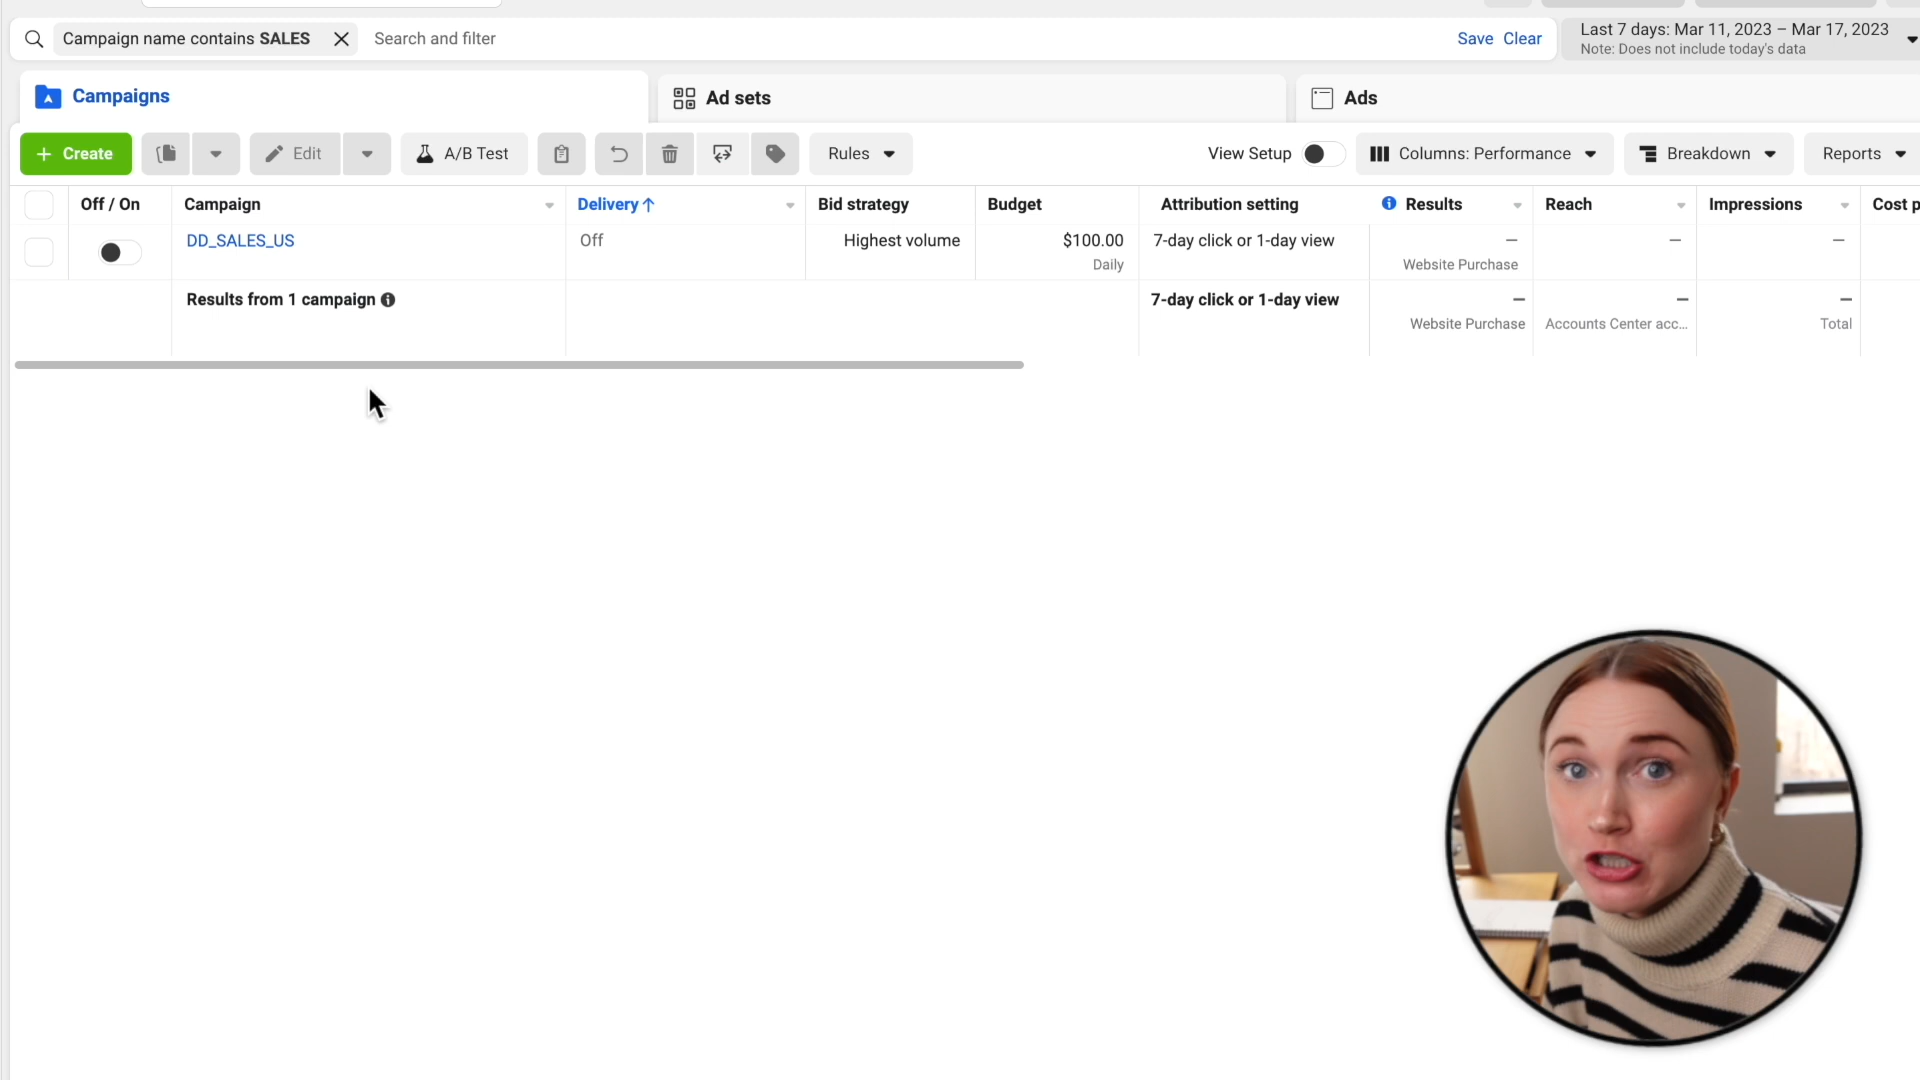 Campaign name contains SALES
Search and filter
Save
Clear
Last 7 days: Mar 11, 2023 – Mar 17, 2023
Note: Does not include today's data
Campaigns
Ad sets
Ads
+ Create
Edit
A/B Test
Rules
View Setup
Columns: Performance
Breakdown
Reports
Off / On
Campaign
Delivery ↑
Bid strategy
Budget
Attribution setting
Results
Reach
Impressions
Cost p
DD_SALES_US
Off
Highest volume
$100.00
Daily
7-day click or 1-day view
—
Website Purchase
—
—
Results from 1 campaign
7-day click or 1-day view
—
Website Purchase
—
Accounts Center acc...
—
Total